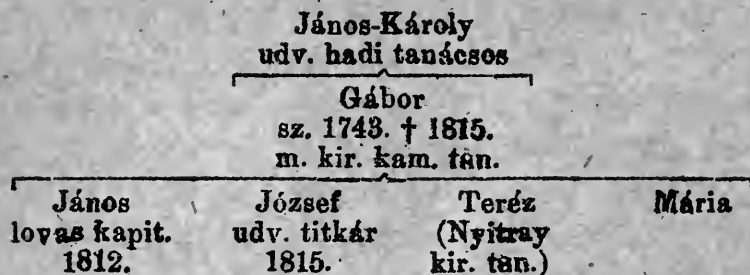 János-Károly
udv. hadi tanácsos
Gábor
sz. 1743. † 1815.
m. kir. kam. tan.
János József Teréz Mária
lovas kapit. udv. titkár (Nyitray
1812. 1815. kir. tan.)